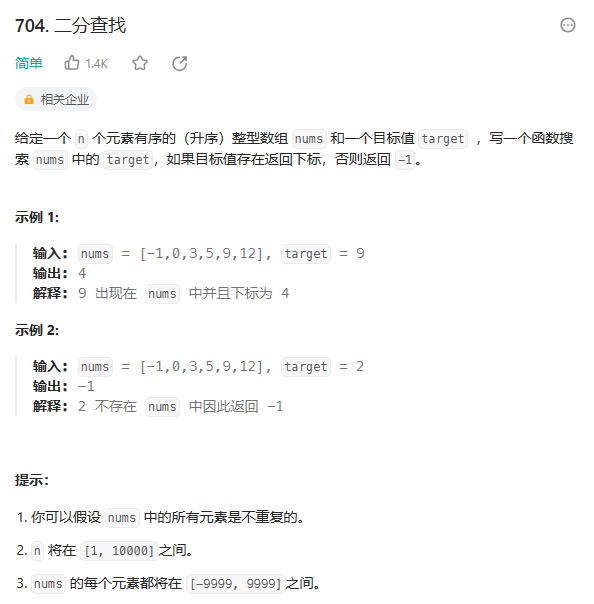 704. 二分查找
简单 1.4K
相关企业
给定一个 n 个元素有序的（升序）整型数组 nums 和一个目标值 target ，写一个函数搜
索 nums 中的 target，如果目标值存在返回下标，否则返回 -1。
示例 1:
输入: nums = [-1,0,3,5,9,12], target = 9
输出: 4
解释: 9 出现在 nums 中并且下标为 4
示例 2:
输入: nums = [-1,0,3,5,9,12], target = 2
输出: -1
解释: 2 不存在 nums 中因此返回 -1
提示：
1. 你可以假设 nums 中的所有元素是不重复的。
2. n 将在 [1, 10000]之间。
3. nums 的每个元素都将在 [-9999, 9999]之间。